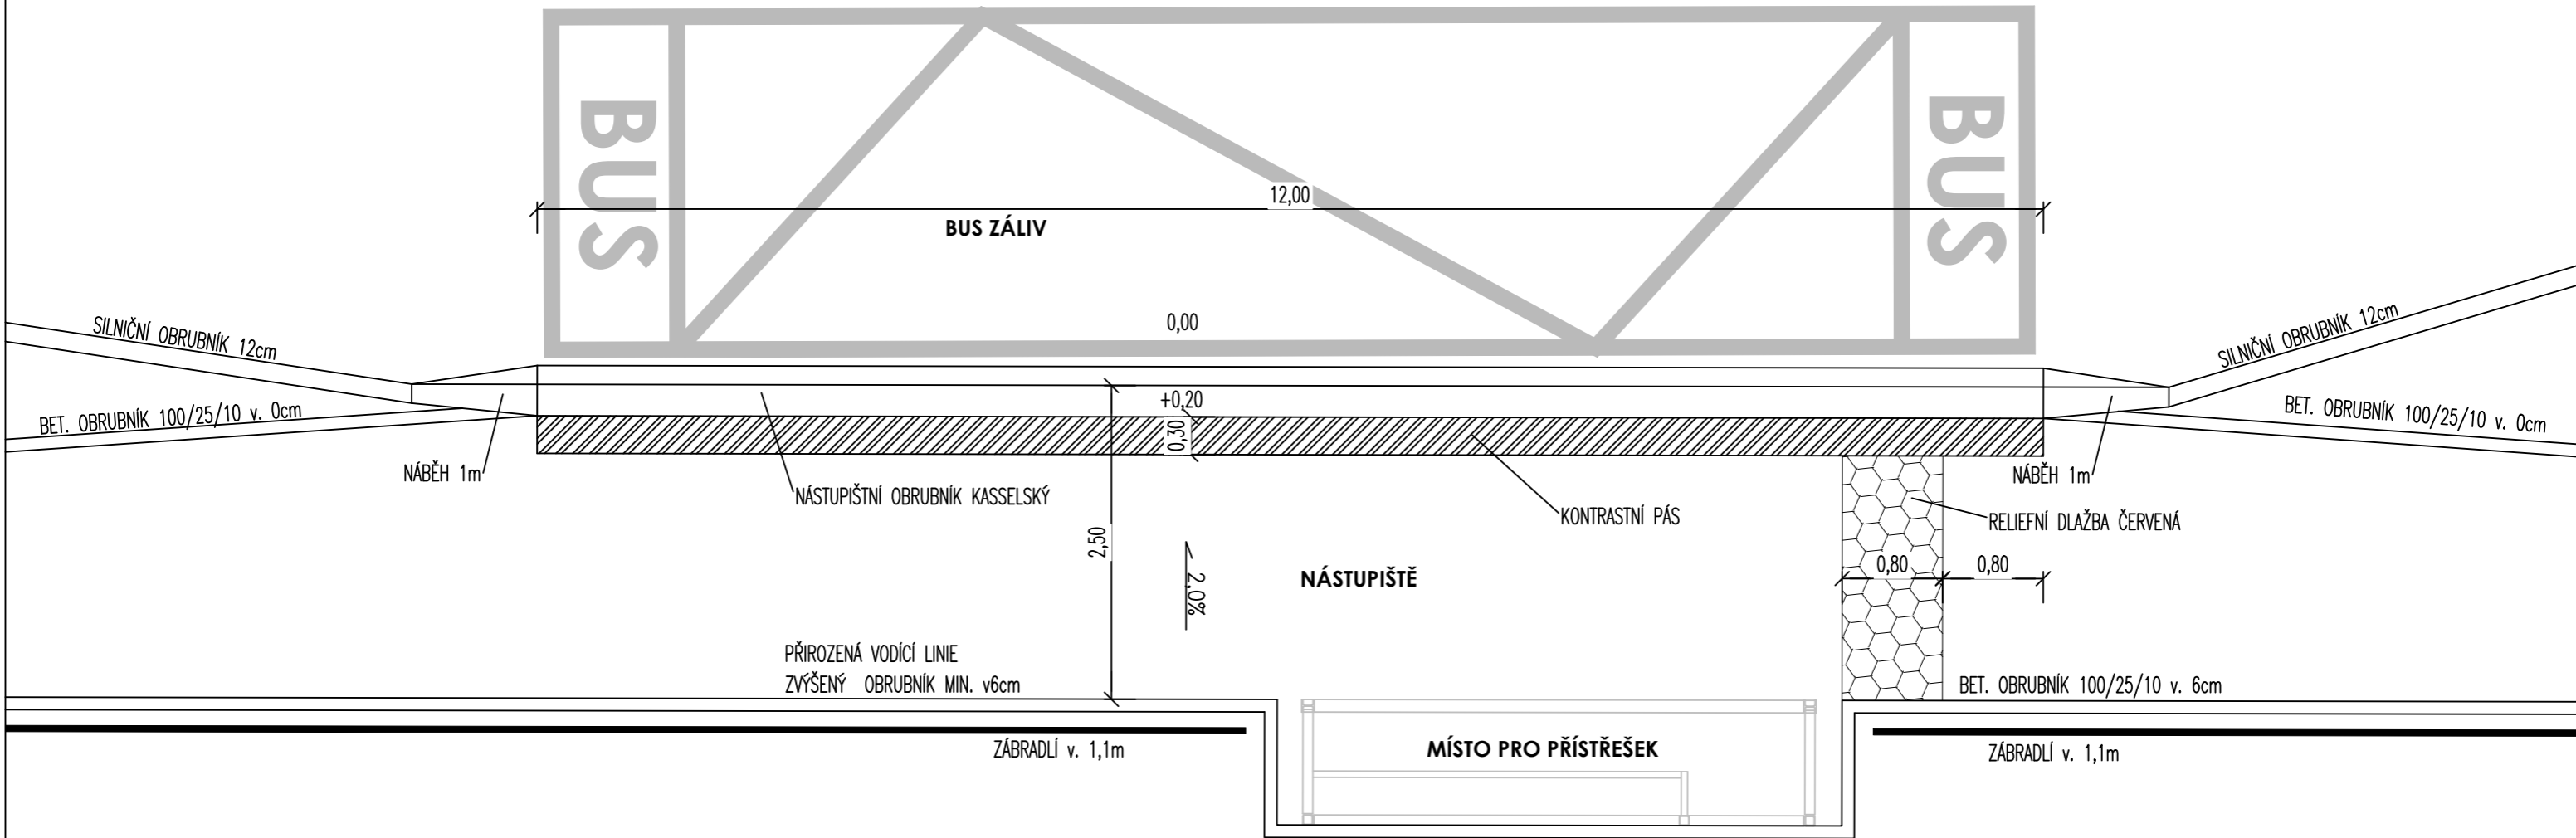 BUS
BUS
12,00
BUS ZÁLIV
0,00
SILNIČNÍ OBRUBNÍK 12cm
SILNIČNÍ OBRUBNÍK 12cm
BET. OBRUBNÍK 100/25/10 v. 0cm
+0,20
BET. OBRUBNÍK 100/25/10 v. 0cm
0,30
NÁBĚH 1m
NÁSTUPIŠTNÍ OBRUBNÍK KASSELSKÝ
KONTRASTNÍ PÁS
NÁBĚH 1m
RELIEFNÍ DLAŽBA ČERVENÁ
2,50
2,0%
NÁSTUPIŠTĚ
0,80
0,80
PŘIROZENÁ VODÍCÍ LINIE
ZVÝŠENÝ OBRUBNÍK MIN. v6cm
BET. OBRUBNÍK 100/25/10 v. 6cm
ZÁBRADLÍ v. 1,1m
MÍSTO PRO PŘÍSTŘEŠEK
ZÁBRADLÍ v. 1,1m